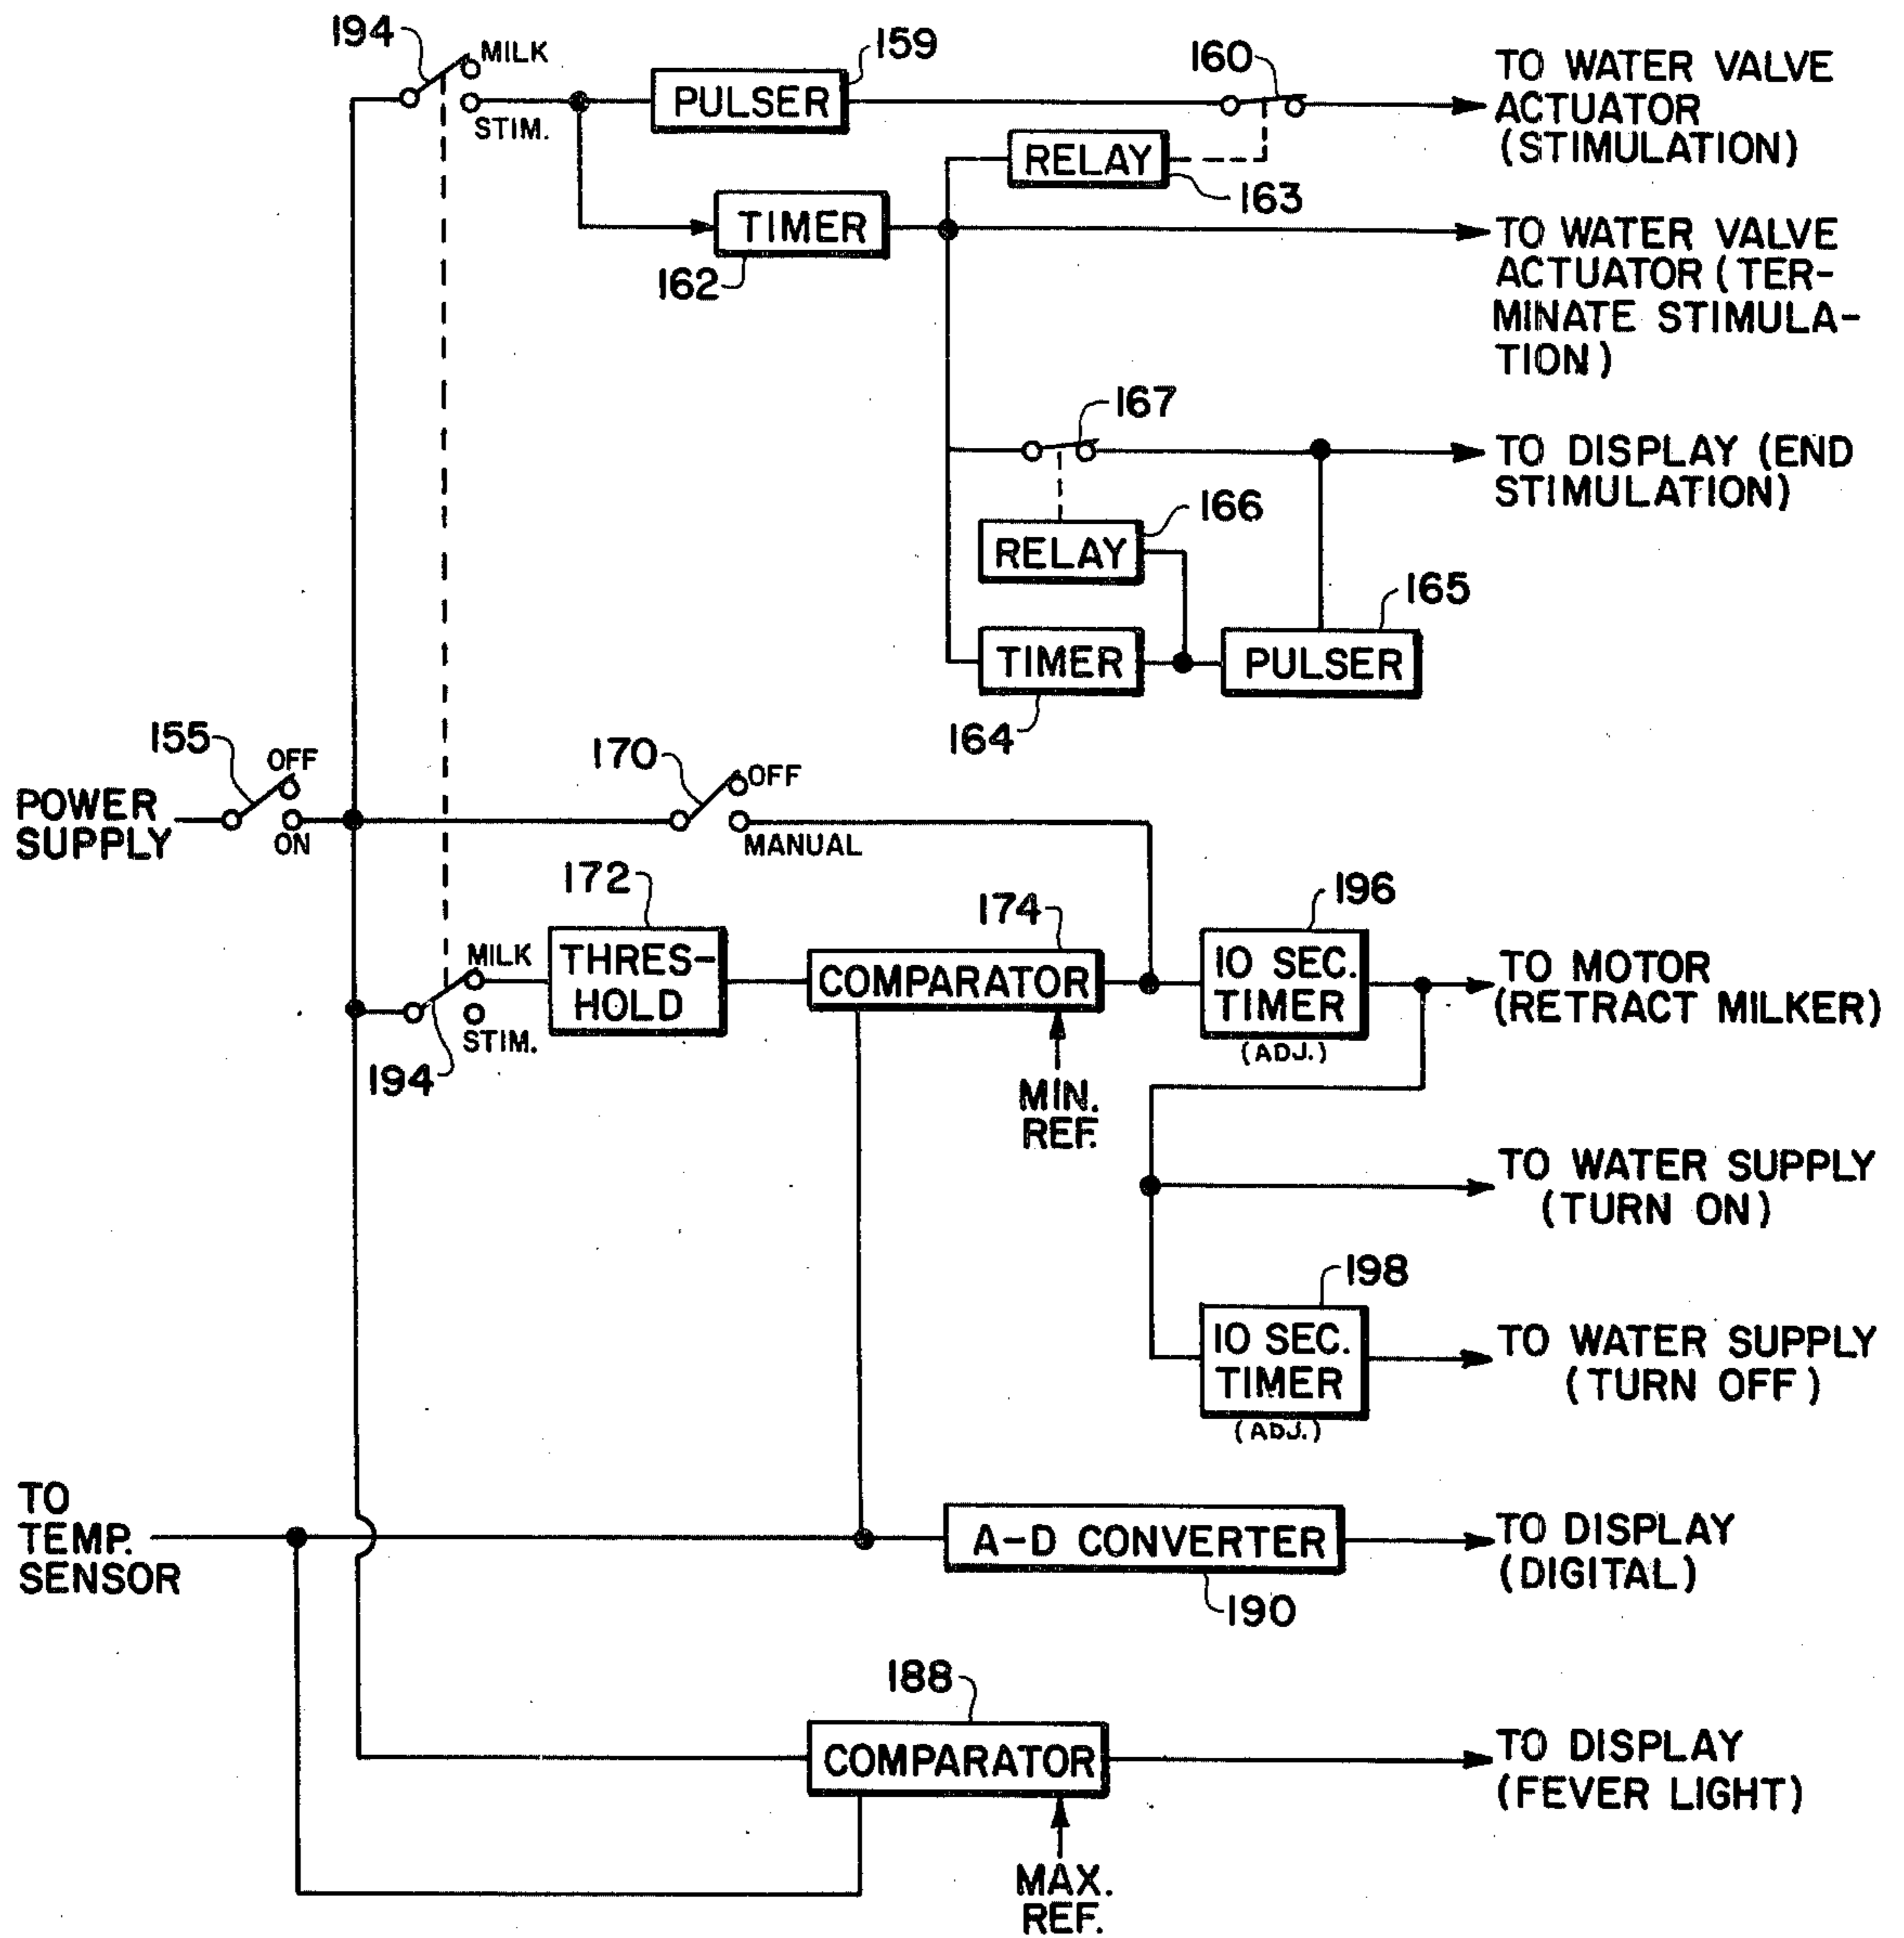 194
MILK
STIM.
159
PULSER
160
TO WATER VALVE
ACTUATOR
(STIMULATION)
RELAY
163
TIMER
162
TO WATER VALVE
ACTUATOR (TER-
MINATE STIMULA-
TION)
167
TO DISPLAY (END
STIMULATION)
166
RELAY
165
TIMER
PULSER
164
155
OFF
POWER
SUPPLY
ON
170
OFF
MANUAL
172
THRES-
HOLD
174
COMPARATOR
196
10 SEC.
TIMER
(ADJ.)
TO MOTOR
(RETRACT MILKER)
MILK
STIM.
194
MIN.
REF.
TO WATER SUPPLY
(TURN ON)
198
10 SEC.
TIMER
(ADJ.)
TO WATER SUPPLY
(TURN OFF)
TO
TEMP.
SENSOR
A-D CONVERTER
190
TO DISPLAY
(DIGITAL)
188
COMPARATOR
TO DISPLAY
(FEVER LIGHT)
MAX.
REF.